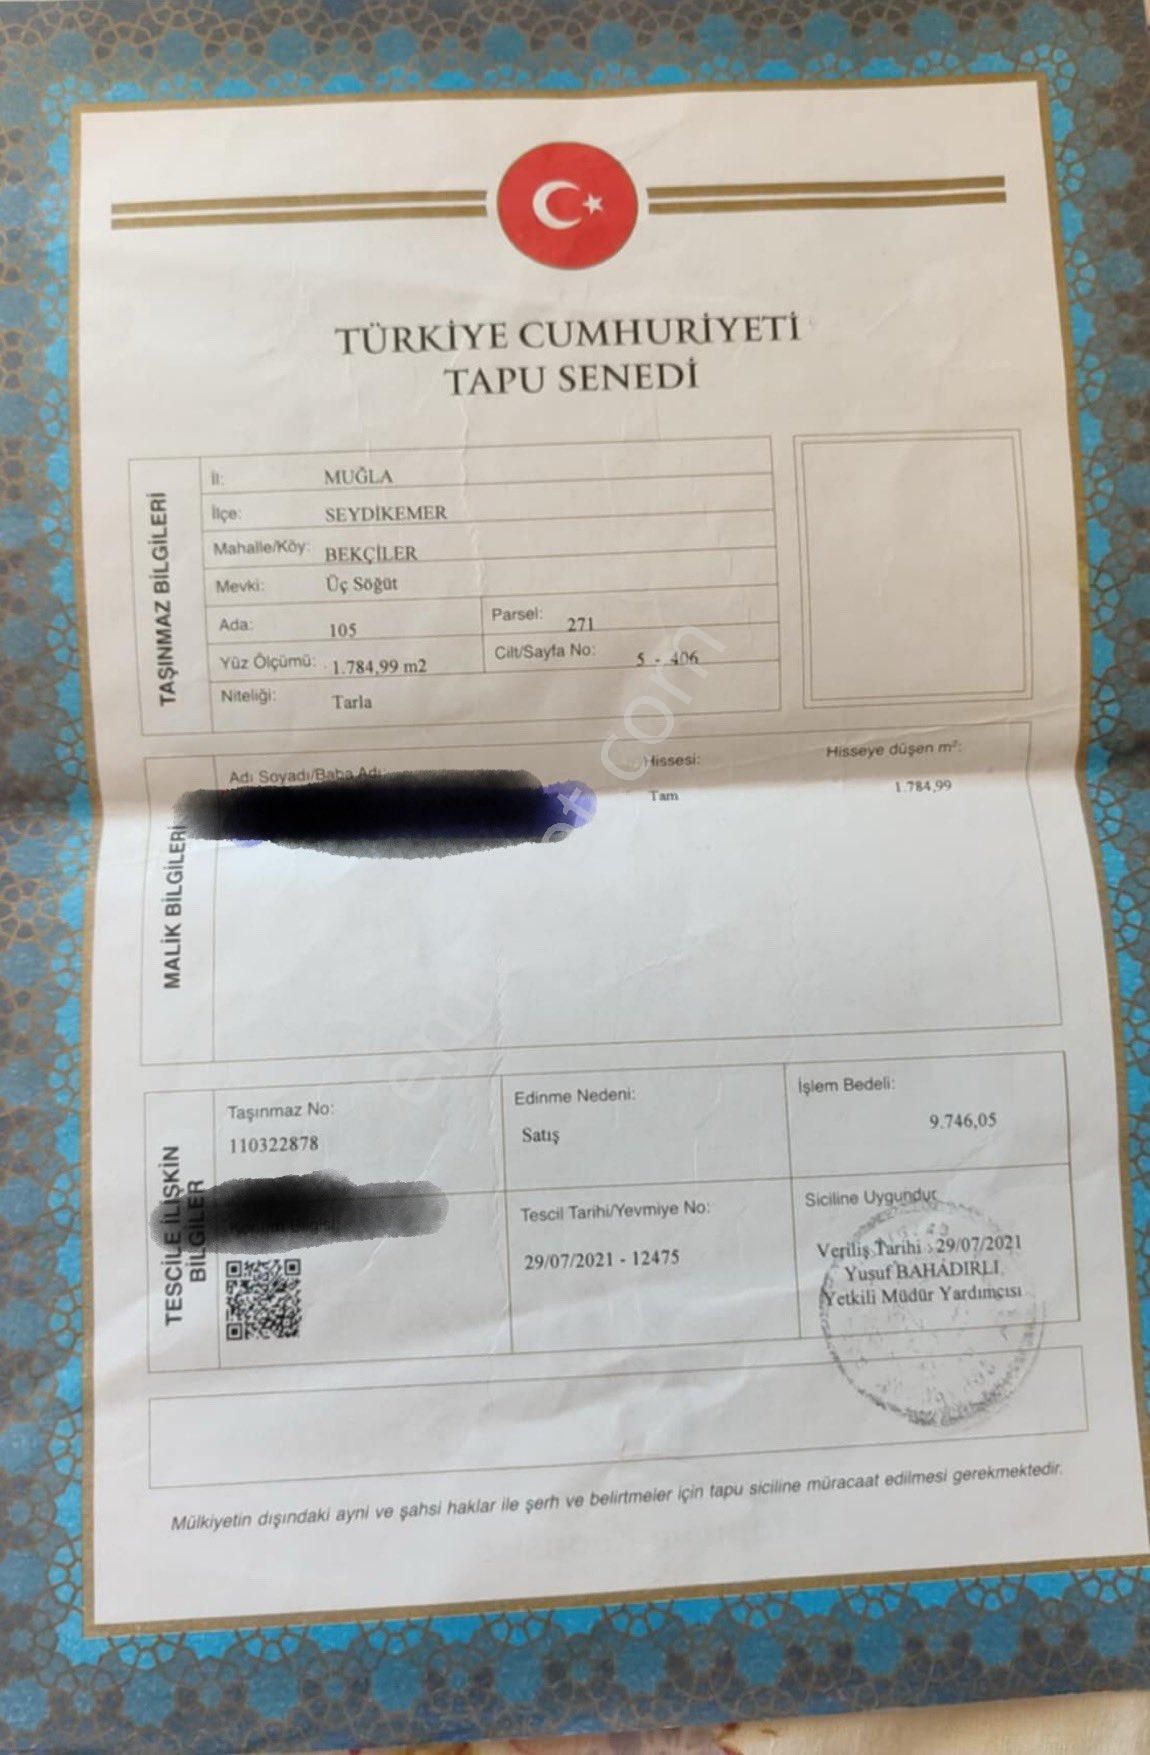 TÜRKİYE CUMHURİYETİ
TAPU SENEDİ
TAŞINMAZ BİLGİLERİ
İl: MUĞLA
İlçe: SEYDİKEMER
Mahalle/Köy: BEKÇİLER
Mevki: Üç Söğüt
Ada: 105 Parsel: 271
Yüz Ölçümü: 1.784,99 m2 Cilt/Sayfa No: 5 - 406
Niteliği: Tarla
MALİK BİLGİLERİ
Adı Soyadı/Baba Adı: Hissesi: Hisseye düşen m²:
Tam 1.784,99
TESCİLE İLİŞKİN
BİLGİLER
Taşınmaz No: Edinme Nedeni: İşlem Bedeli:
110322878 Satış 9.746,05
Tescil Tarihi/Yevmiye No: Siciline Uygundur
29/07/2021 - 12475
Veriliş Tarihi : 29/07/2021
Yusuf BAHADIRLI
Yetkili Müdür Yardımcısı
Mülkiyetin dışındaki ayni ve şahsi haklar ile şerh ve belirtmeler için tapu siciline müracaat edilmesi gerekmektedir.